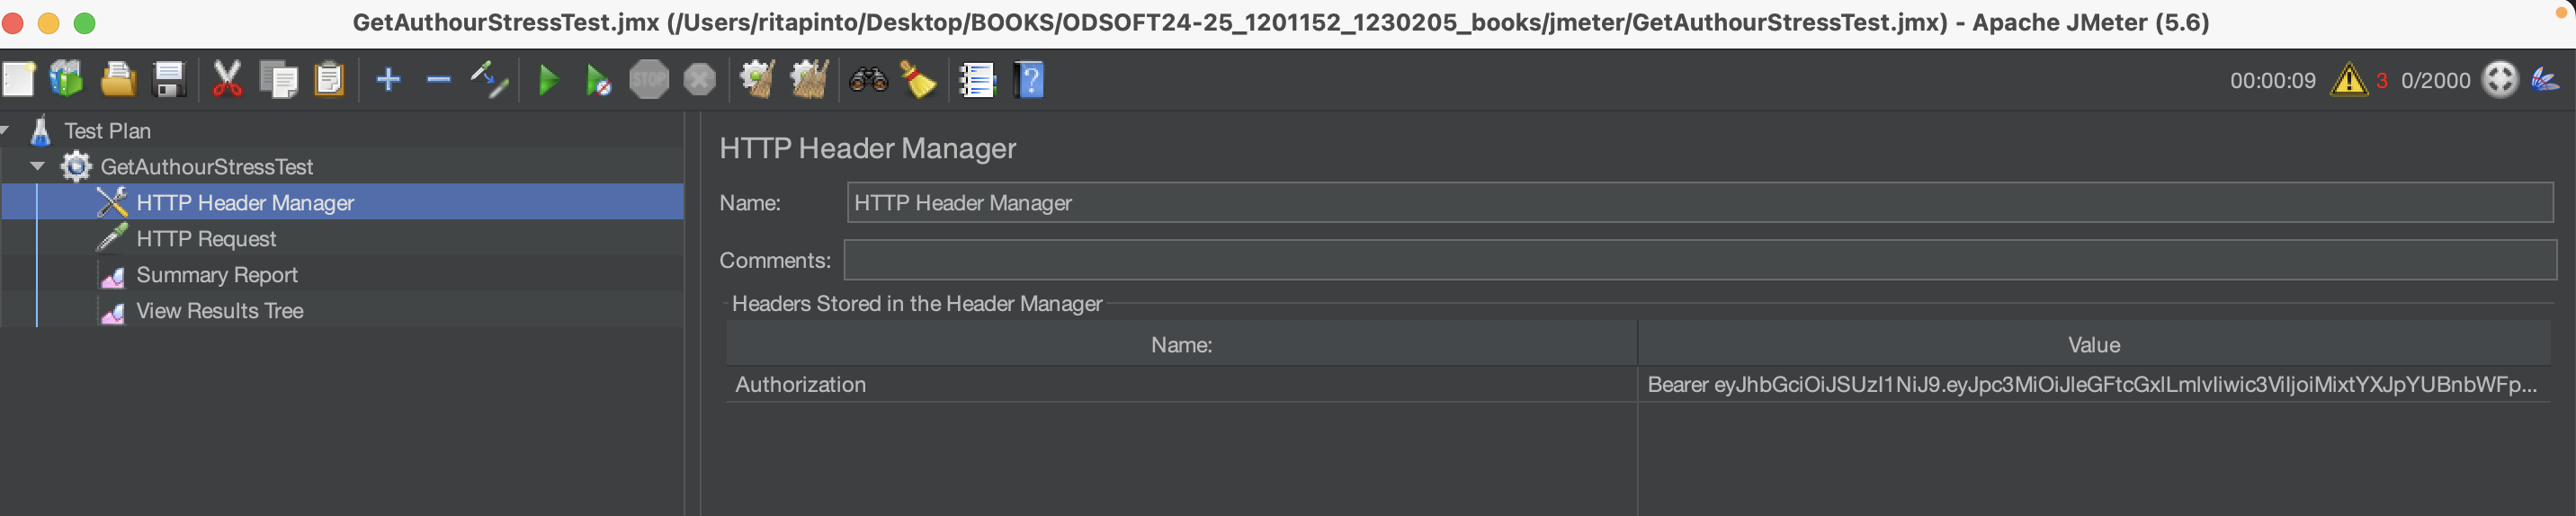 GetAuthourStressTest.jmx (/Users/ritapinto/Desktop/BOOKS/ODSOFT24-25_1201152_1230205_books/jmeter/GetAuthourStressTest.jmx) - Apache JMeter (5.6)
STOP
00:00:09 3 0/2000
Test Plan
GetAuthourStressTest
HTTP Header Manager
HTTP Request
Summary Report
View Results Tree
HTTP Header Manager
Name: HTTP Header Manager
Comments:
Headers Stored in the Header Manager
Name: Value
Authorization Bearer eyJhbGciOiJSUzI1NiJ9.eyJpc3MiOiJleGFtcGxlLmlvIiwic3ViIjoiMixtYXJpYUBnbWFp...